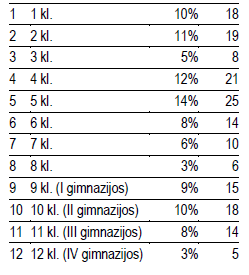 1 1 kl. 10% 18
2 2 kl. 11% 19
3 3 kl. 5% 8
4 4 kl. 12% 21
5 5 kl. 14% 25
6 6 kl. 8% 14
7 7 kl. 6% 10
8 8 kl. 3% 6
9 9 kl. (I gimnazijos) 9% 15
10 10 kl. (II gimnazijos) 10% 18
11 11 kl. (III gimnazijos) 8% 14
12 12 kl. (IV gimnazijos) 3% 5